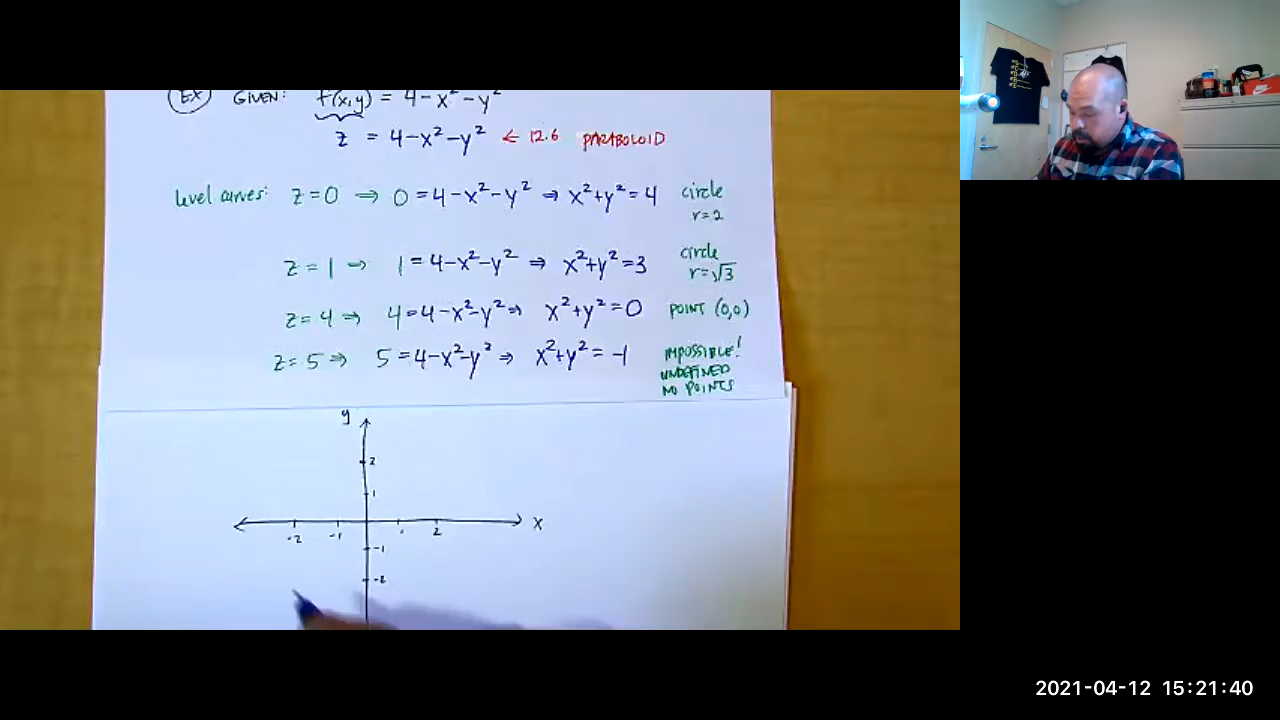 EX GIVEN: f(x,y) = 4-x²-y²
z = 4-x²-y² ← 12.6 PARABOLOID
level curves: z=0 ⇒ 0=4-x²-y² ⇒ x²+y²=4 circle r=2
z=1 ⇒ 1=4-x²-y² ⇒ x²+y²=3 circle r=√3
z=4 ⇒ 4=4-x²-y² ⇒ x²+y²=0 POINT (0,0)
z=5 ⇒ 5=4-x²-y² ⇒ x²+y²=-1 IMPOSSIBLE!
UNDEFINED
NO POINTS
y
2
1
x
-2 -1 1 2
-1
-2
2021-04-12 15:21:40